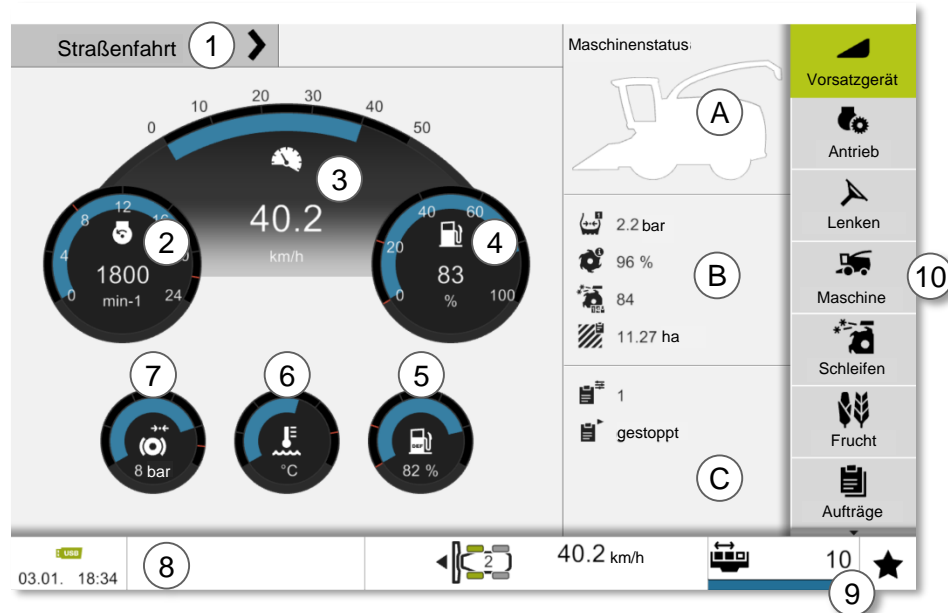 Straßenfahrt 1
Maschinenstatus
Vorsatzgerät
A
0 10 20 30 40 50
3
40.2
km/h
Antrieb
0 4 8 12 16 24
2
1800
min-1
0 20 40 60 100
4
83
%
Lenken
2.2 bar
96 %
B
84
11.27 ha
Maschine
10
Schleifen
7
8 bar
6
°C
5
DEF
82 %
1
gestoppt
C
Frucht
Aufträge
USB
03.01. 18:34
8
2
40.2 km/h
10
9